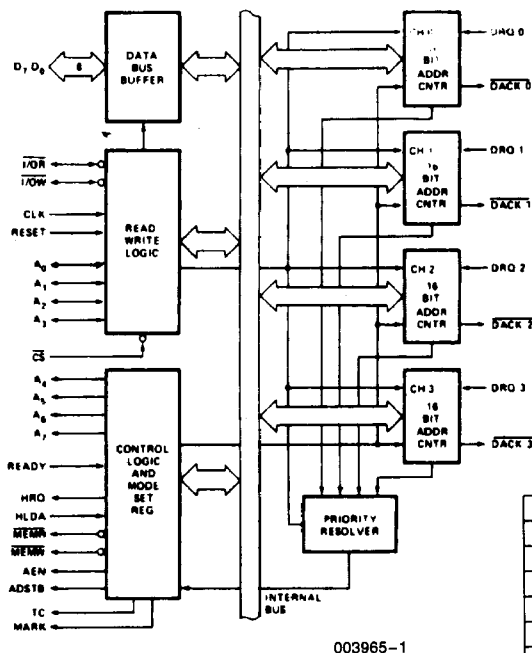 D7 D0
8
DATA
BUS
BUFFER
I/OR
I/OW
CLK
RESET
A0
A1
A2
A3
CS
READ
WRITE
LOGIC
A4
A5
A6
A7
READY
HRQ
HLDA
MEMR
MEMW
AEN
ADSTB
TC
MARK
CONTROL
LOGIC
AND
MODE
SET
REG
INTERNAL
BUS
CH 0
BIT
ADDR
CNTR
DRQ 0
DACK 0
CH 1
16
BIT
ADDR
CNTR
DRQ 1
DACK 1
CH 2
16
BIT
ADDR
CNTR
DRQ 2
DACK 2
CH 3
16
BIT
ADDR
CNTR
DRQ 3
DACK 3
PRIORITY
RESOLVER
003965-1